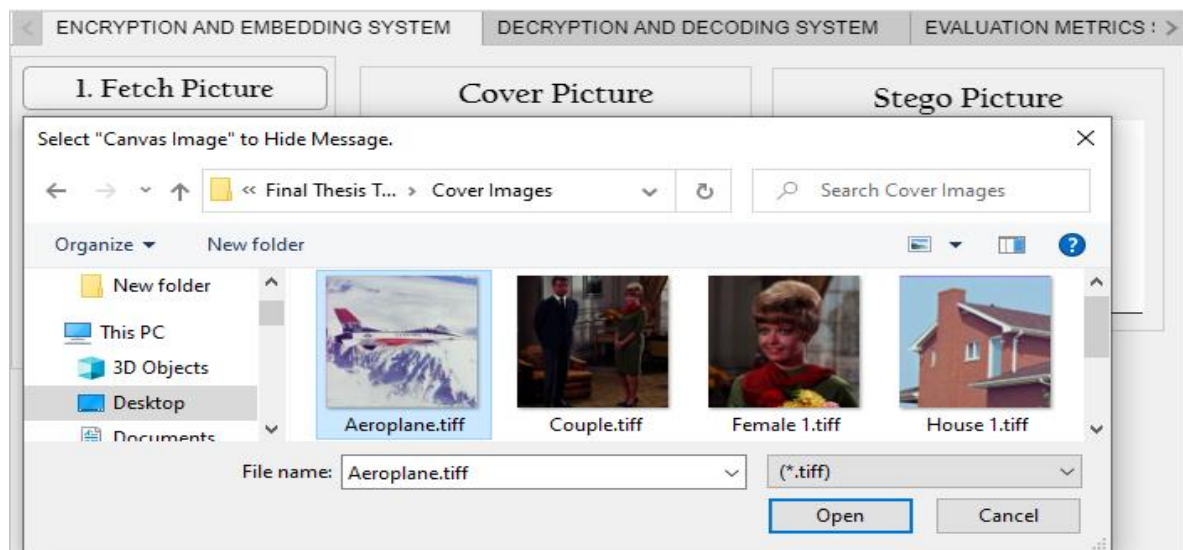 ENCRYPTION AND EMBEDDING SYSTEM DECRYPTION AND DECODING SYSTEM EVALUATION METRICS
1. Fetch Picture Cover Picture Stego Picture
Select "Canvas Image" to Hide Message.
« Final Thesis T... › Cover Images Search Cover Images
Organize New folder
New folder
This PC
3D Objects
Desktop
Documents
Aeroplane.tiff Couple.tiff Female 1.tiff House 1.tiff
File name: Aeroplane.tiff (*.tiff)
Open Cancel